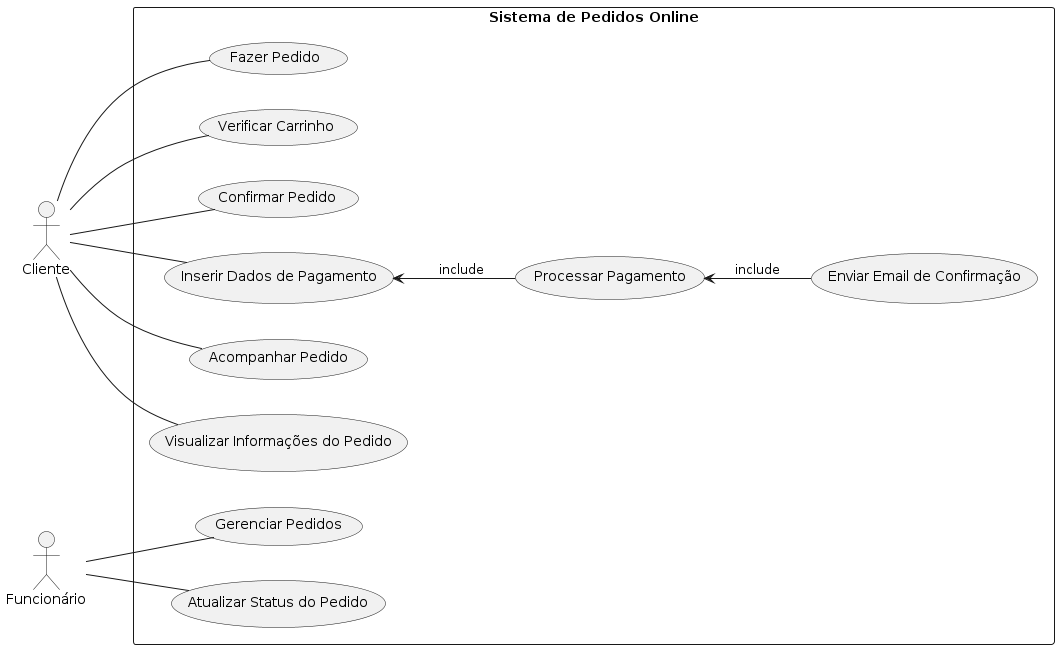 Sistema de Pedidos Online
Fazer Pedido
Verificar Carrinho
Confirmar Pedido
Cliente
Inserir Dados de Pagamento
include
Processar Pagamento
include
Enviar Email de Confirmação
Acompanhar Pedido
Visualizar Informações do Pedido
Gerenciar Pedidos
Funcionário
Atualizar Status do Pedido